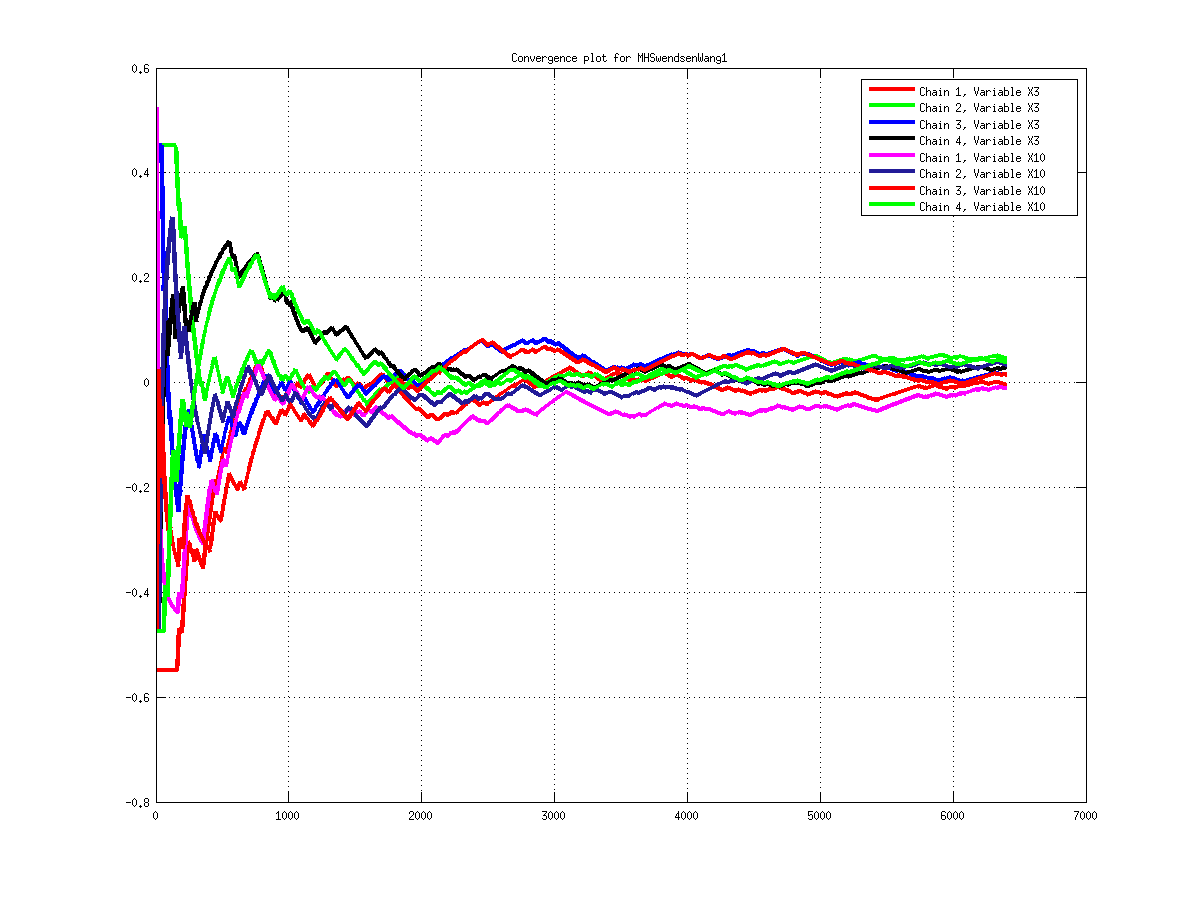 Convergence plot for MHSwendsenWang1
0.6
0.4
0.2
0
-0.2
-0.4
-0.6
-0.8
0 1000 2000 3000 4000 5000 6000 7000
Chain 1, Variable X3
Chain 2, Variable X3
Chain 3, Variable X3
Chain 4, Variable X3
Chain 1, Variable X10
Chain 2, Variable X10
Chain 3, Variable X10
Chain 4, Variable X10